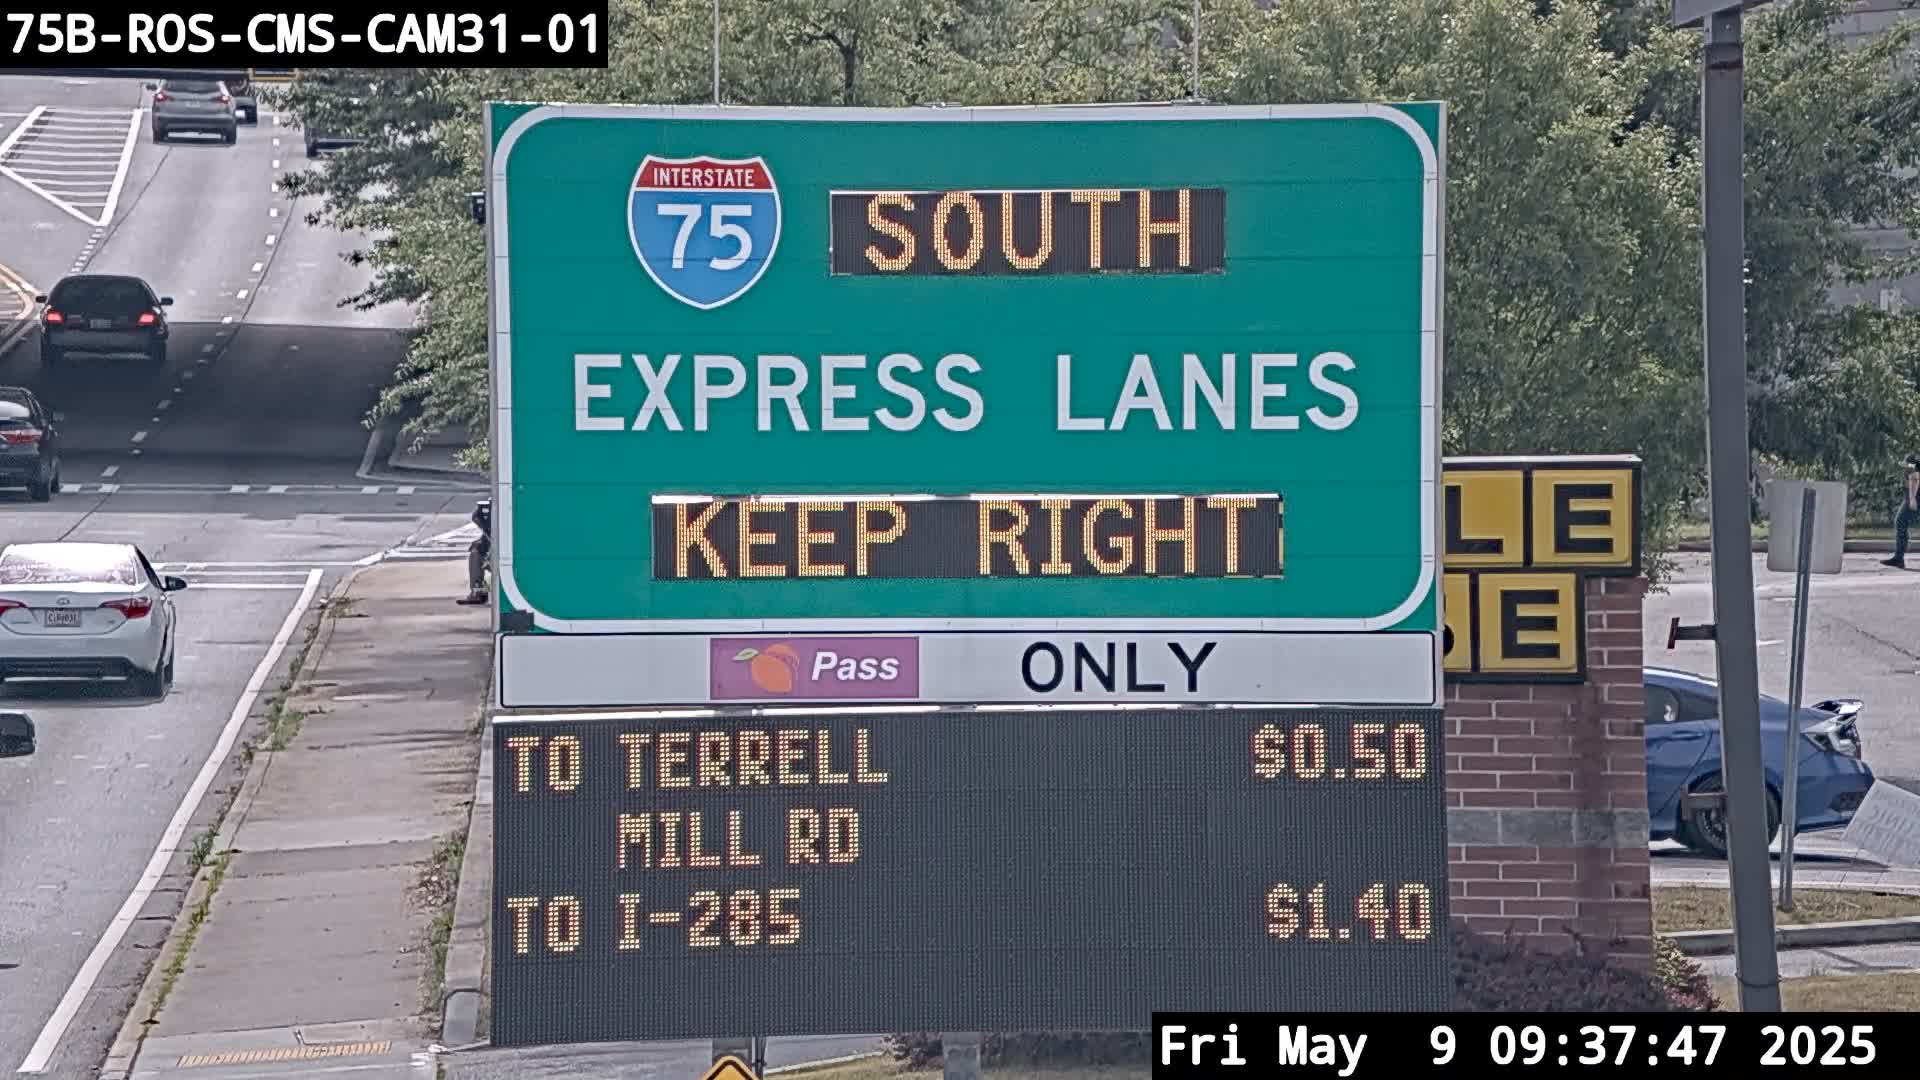 75B-ROS-CMS-CAM31-01
INTERSTATE
75
SOUTH
EXPRESS LANES
KEEP RIGHT
Pass ONLY
TO TERRELL $0.50
MILL RD
TO I-285 $1.40
LE
E
Fri May 9 09:37:47 2025